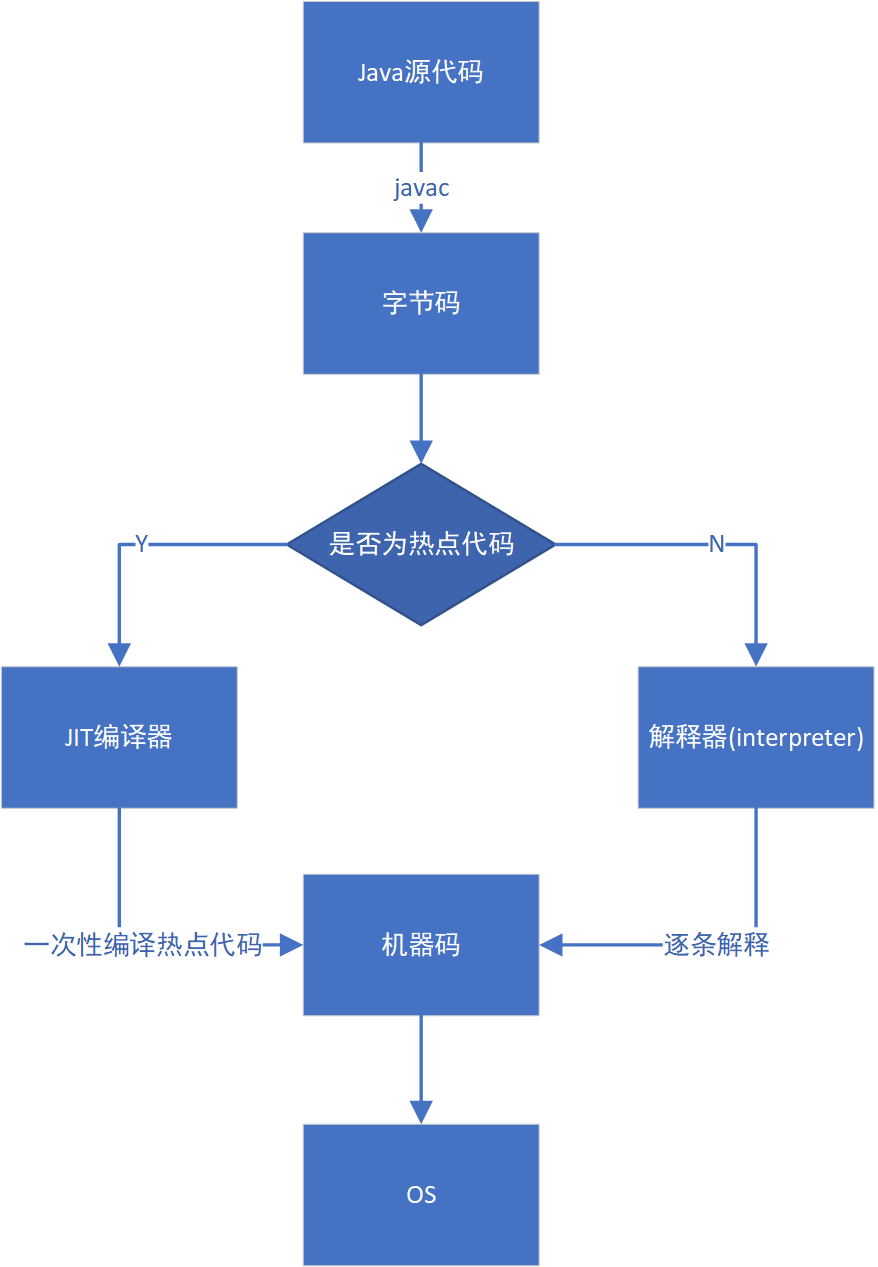 Java源代码
javac
字节码
是否为热点代码
Y
N
JIT编译器
解释器(interpreter)
一次性编译热点代码
机器码
逐条解释
OS